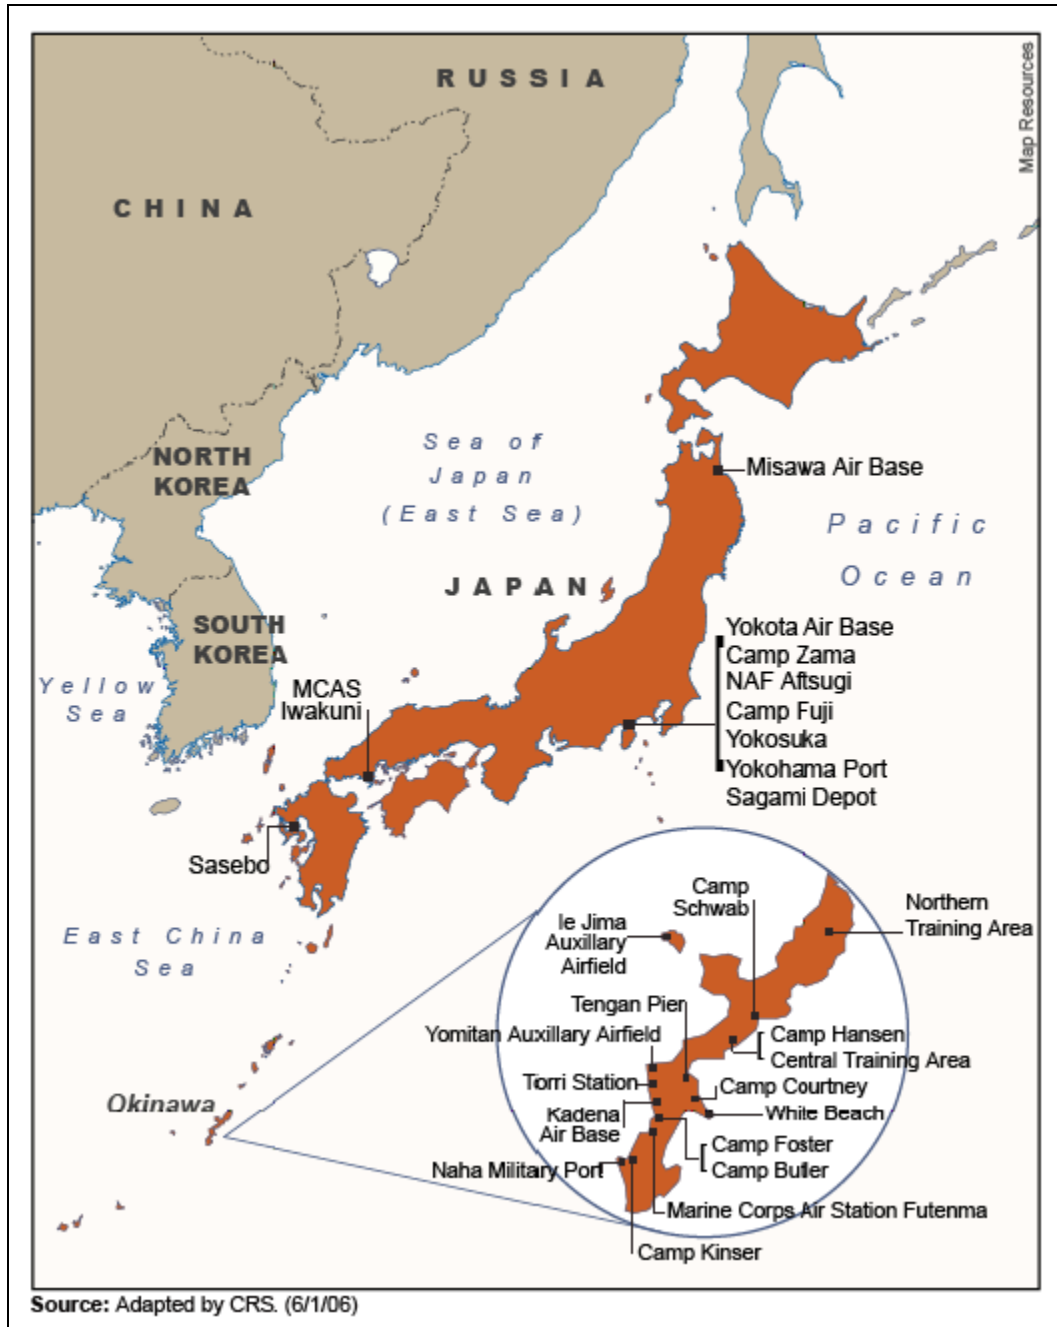 Map Resources
RUSSIA
CHINA
NORTH
KOREA
Sea of
Japan
(East Sea)
Misawa Air Base
Pacific
Ocean
JAPAN
SOUTH
KOREA
Yellow
Sea
MCAS
Iwakuni
Yokota Air Base
Camp Zama
NAF Aftsugi
Camp Fuji
Yokosuka
Yokohama Port
Sagami Depot
Sasebo
East China
Sea
Okinawa
Camp
Schwab
Northern
Training Area
Ie Jima
Auxillary
Airfield
Tengan Pier
Yomitan Auxillary Airfield
Camp Hansen
Central Training Area
Torri Station
Camp Courtney
Kadena
Air Base
White Beach
Camp Foster
Camp Butler
Naha Military Port
Marine Corps Air Station Futenma
Camp Kinser
Source: Adapted by CRS. (6/1/06)